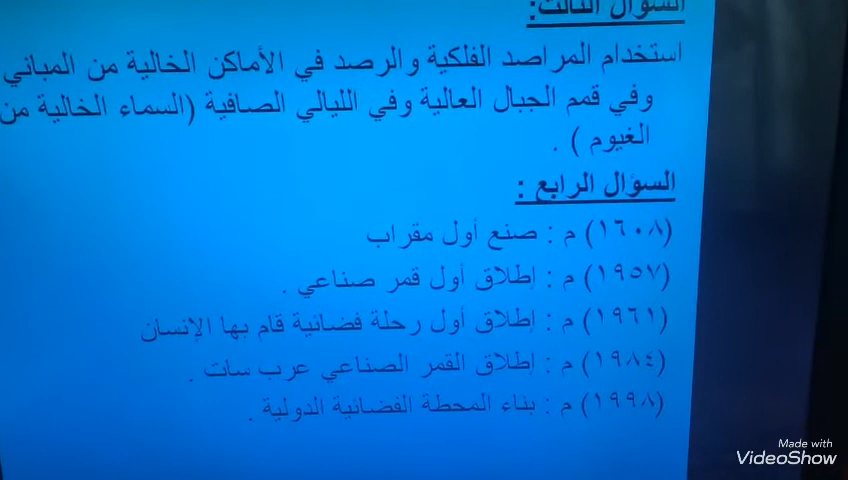 السؤال الثالث:
استخدام المراصد الفلكية والرصد في الأماكن الخالية من المباني
وفي قمم الجبال العالية وفي الليالي الصافية (السماء الخالية من
الغيوم ) .
السؤال الرابع :
(١٦٠٨) م : صنع أول مقراب
(١٩٥٧) م : إطلاق أول قمر صناعي .
(١٩٦١) م : إطلاق أول رحلة فضائية قام بها الإنسان
(١٩٨٤) م : إطلاق القمر الصناعي عرب سات .
(١٩٩٨) م : بناء المحطة الفضائية الدولية .
Made with
VideoShow